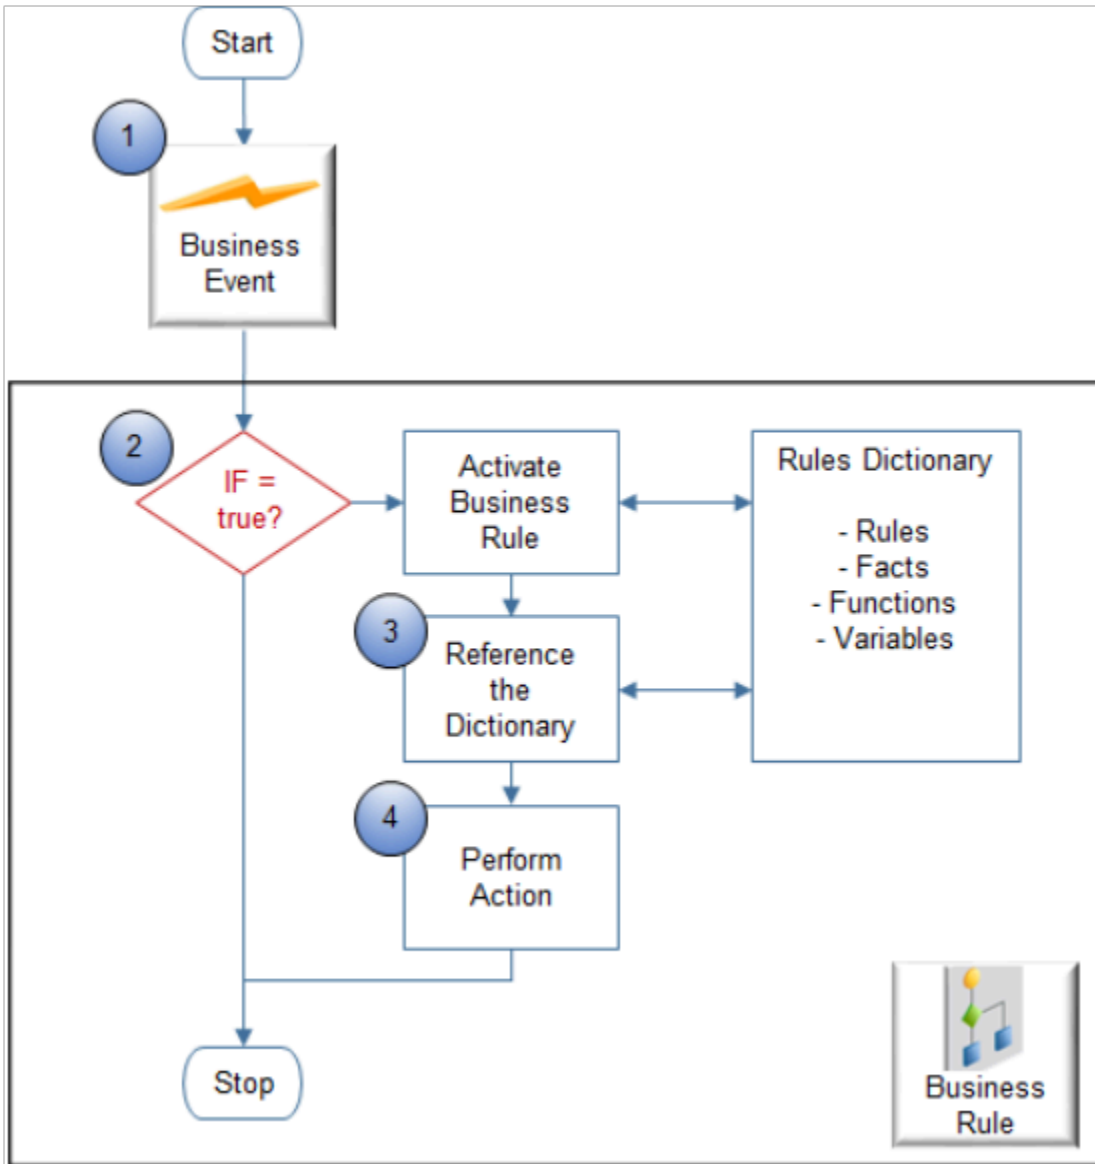 Start
1
Business
Event
2
IF =
true?
Activate
Business
Rule
Rules Dictionary
- Rules
- Facts
- Functions
- Variables
3
Reference
the
Dictionary
4
Perform
Action
Stop
Business
Rule